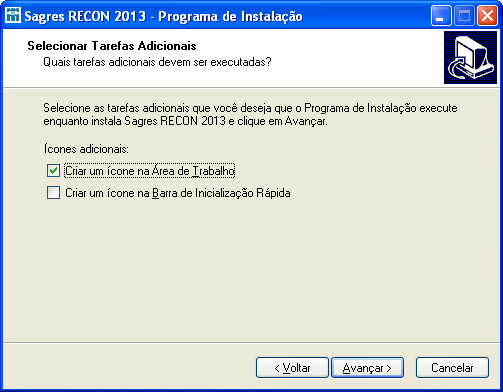 Sagres RECON 2013 - Programa de Instalação
Selecionar Tarefas Adicionais
Quais tarefas adicionais devem ser executadas?
Selecione as tarefas adicionais que você deseja que o Programa de Instalação execute
enquanto instala Sagres RECON 2013 e clique em Avançar.
Ícones adicionais:
Criar um ícone na Área de Trabalho
Criar um ícone na Barra de Inicialização Rápida
< Voltar
Avançar >
Cancelar